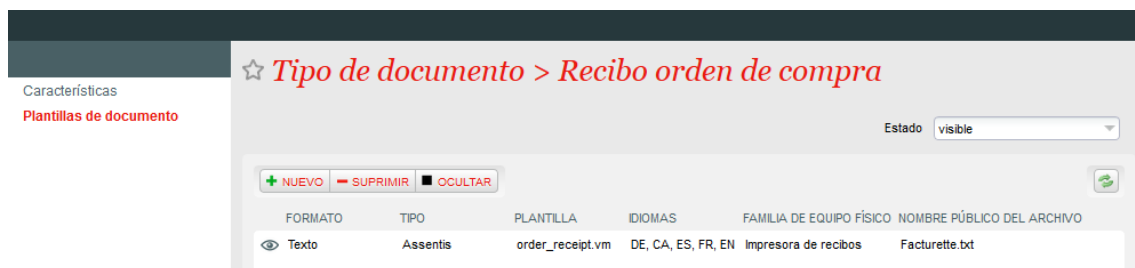 Tipo de documento > Recibo orden de compra
Características
Plantillas de documento
Estado visible
NUEVO SUPRIMIR OCULTAR
FORMATO TIPO PLANTILLA IDIOMAS FAMILIA DE EQUIPO FÍSICO NOMBRE PÚBLICO DEL ARCHIVO
Texto Assentis order_receipt.vm DE, CA, ES, FR, EN Impresora de recibos Facturette.txt